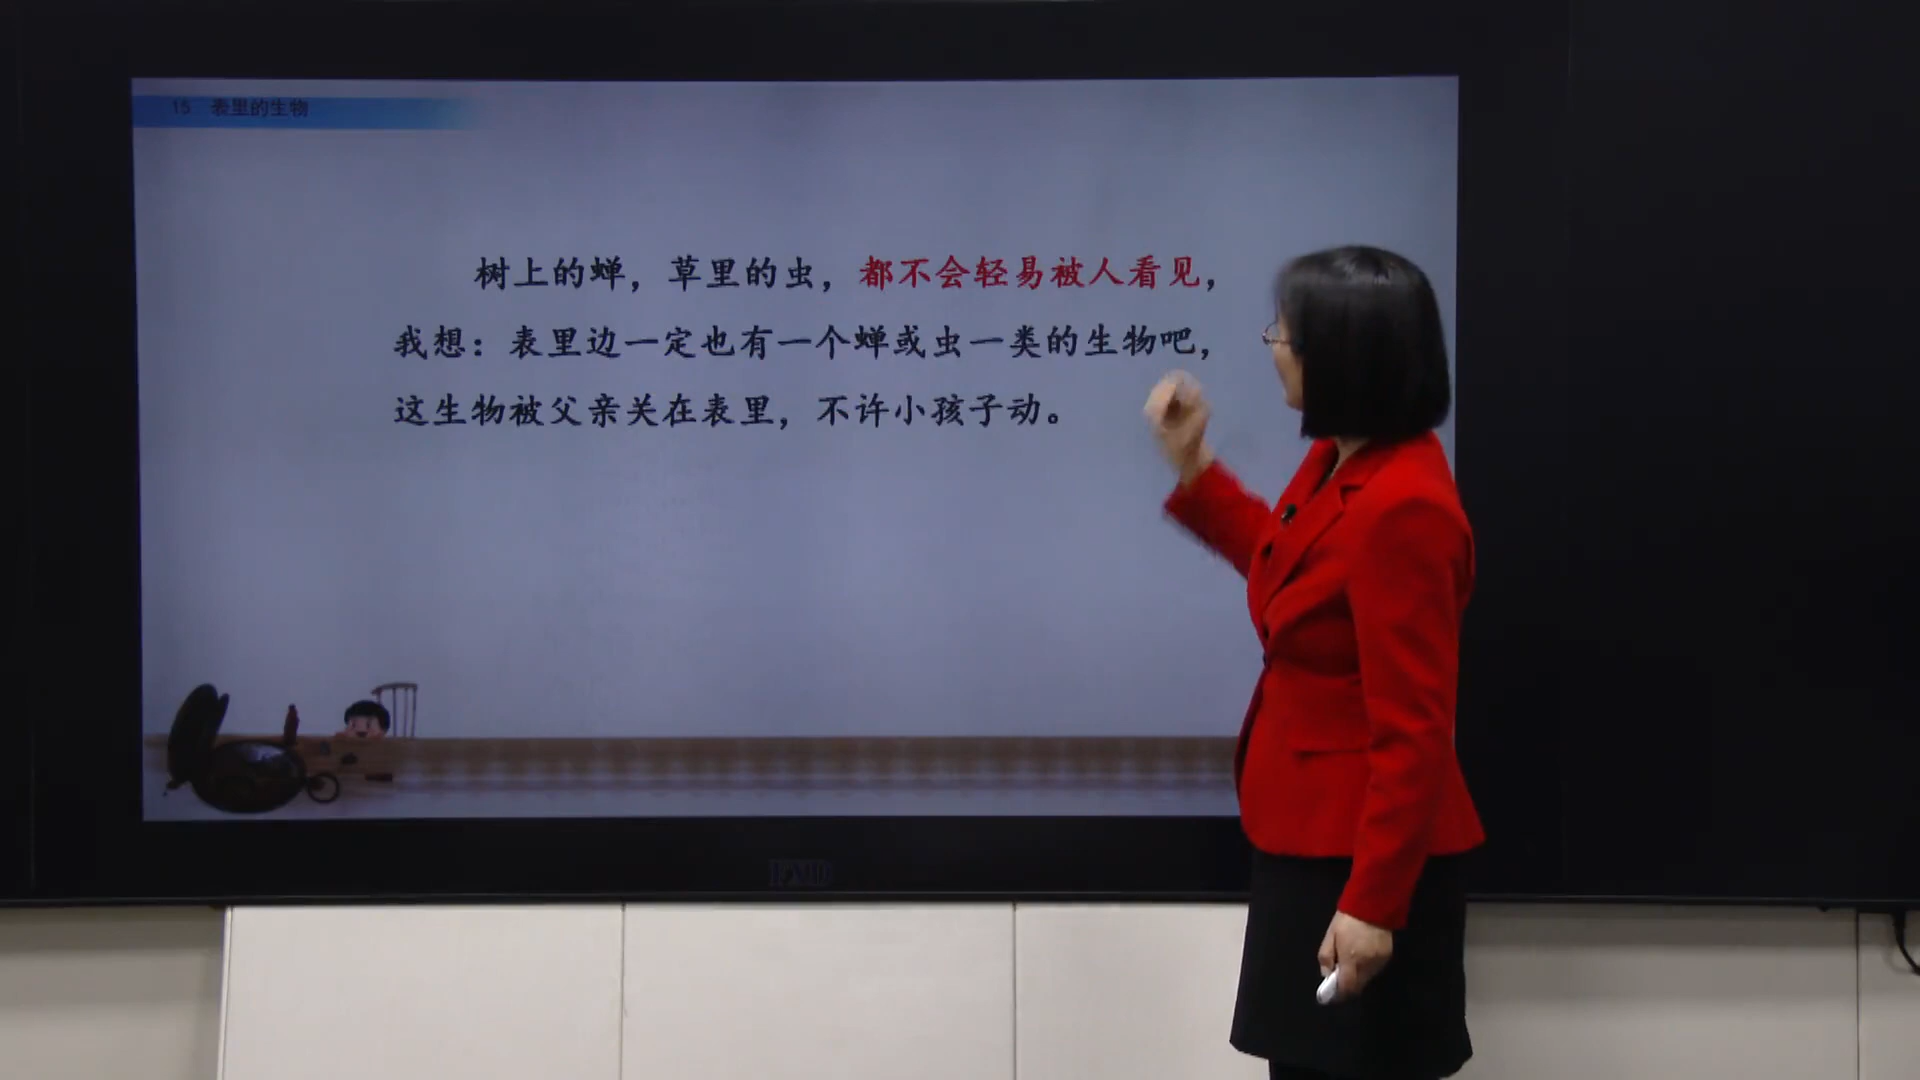 15 表里的生物
树上的蝉，草里的虫，都不会轻易被人看见，
我想：表里边一定也有一个蝉或虫一类的生物吧，
这生物被父亲关在表里，不许小孩子动。